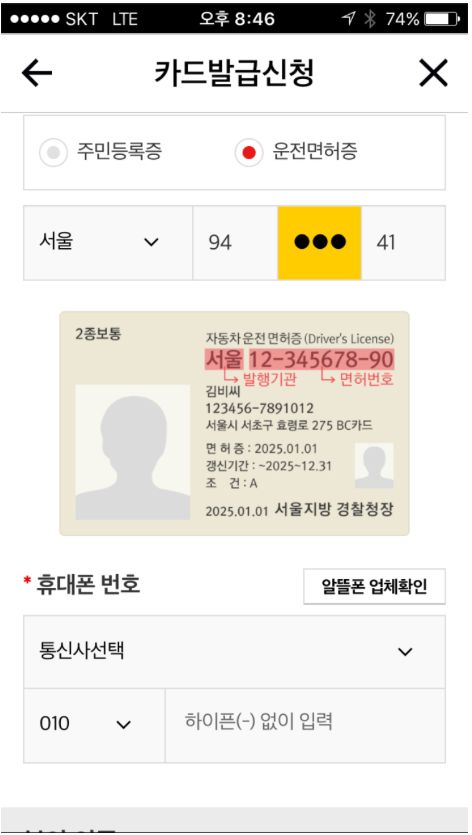 SKT LTE 오후 8:46 74%
카드발급신청
주민등록증 운전면허증
서울 94 ●●● 41
2종보통
자동차운전면허증 (Driver's License)
서울 12-345678-90
발행기관 면허번호
김비씨
123456-7891012
서울시 서초구 효령로 275 BC카드
면 허 증 : 2025.01.01
갱신기간 : ~2025~12.31
조 건 : A
2025.01.01 서울지방 경찰청장
* 휴대폰 번호 알뜰폰 업체확인
통신사선택
010 하이픈(-) 없이 입력